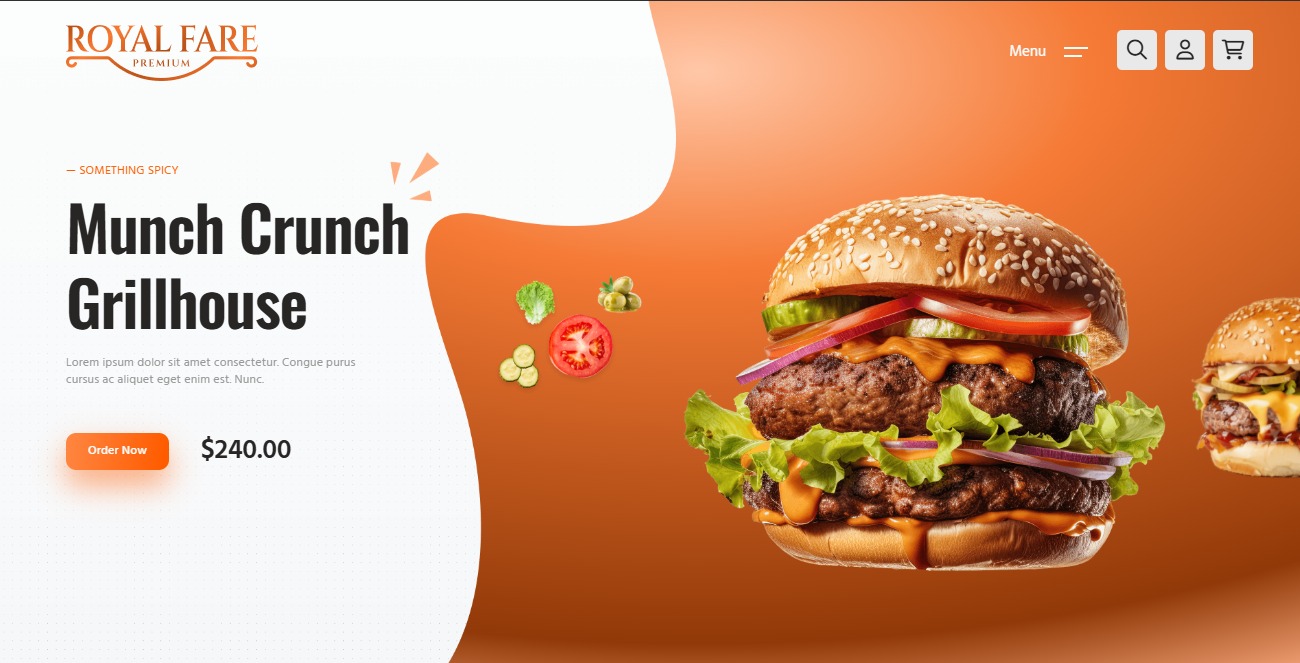 ROYAL FARE
PREMIUM
Menu
— SOMETHING SPICY
Munch Crunch
Grillhouse
Lorem ipsum dolor sit amet consectetur. Congue purus
cursus ac aliquet eget enim est. Nunc.
Order Now
$240.00